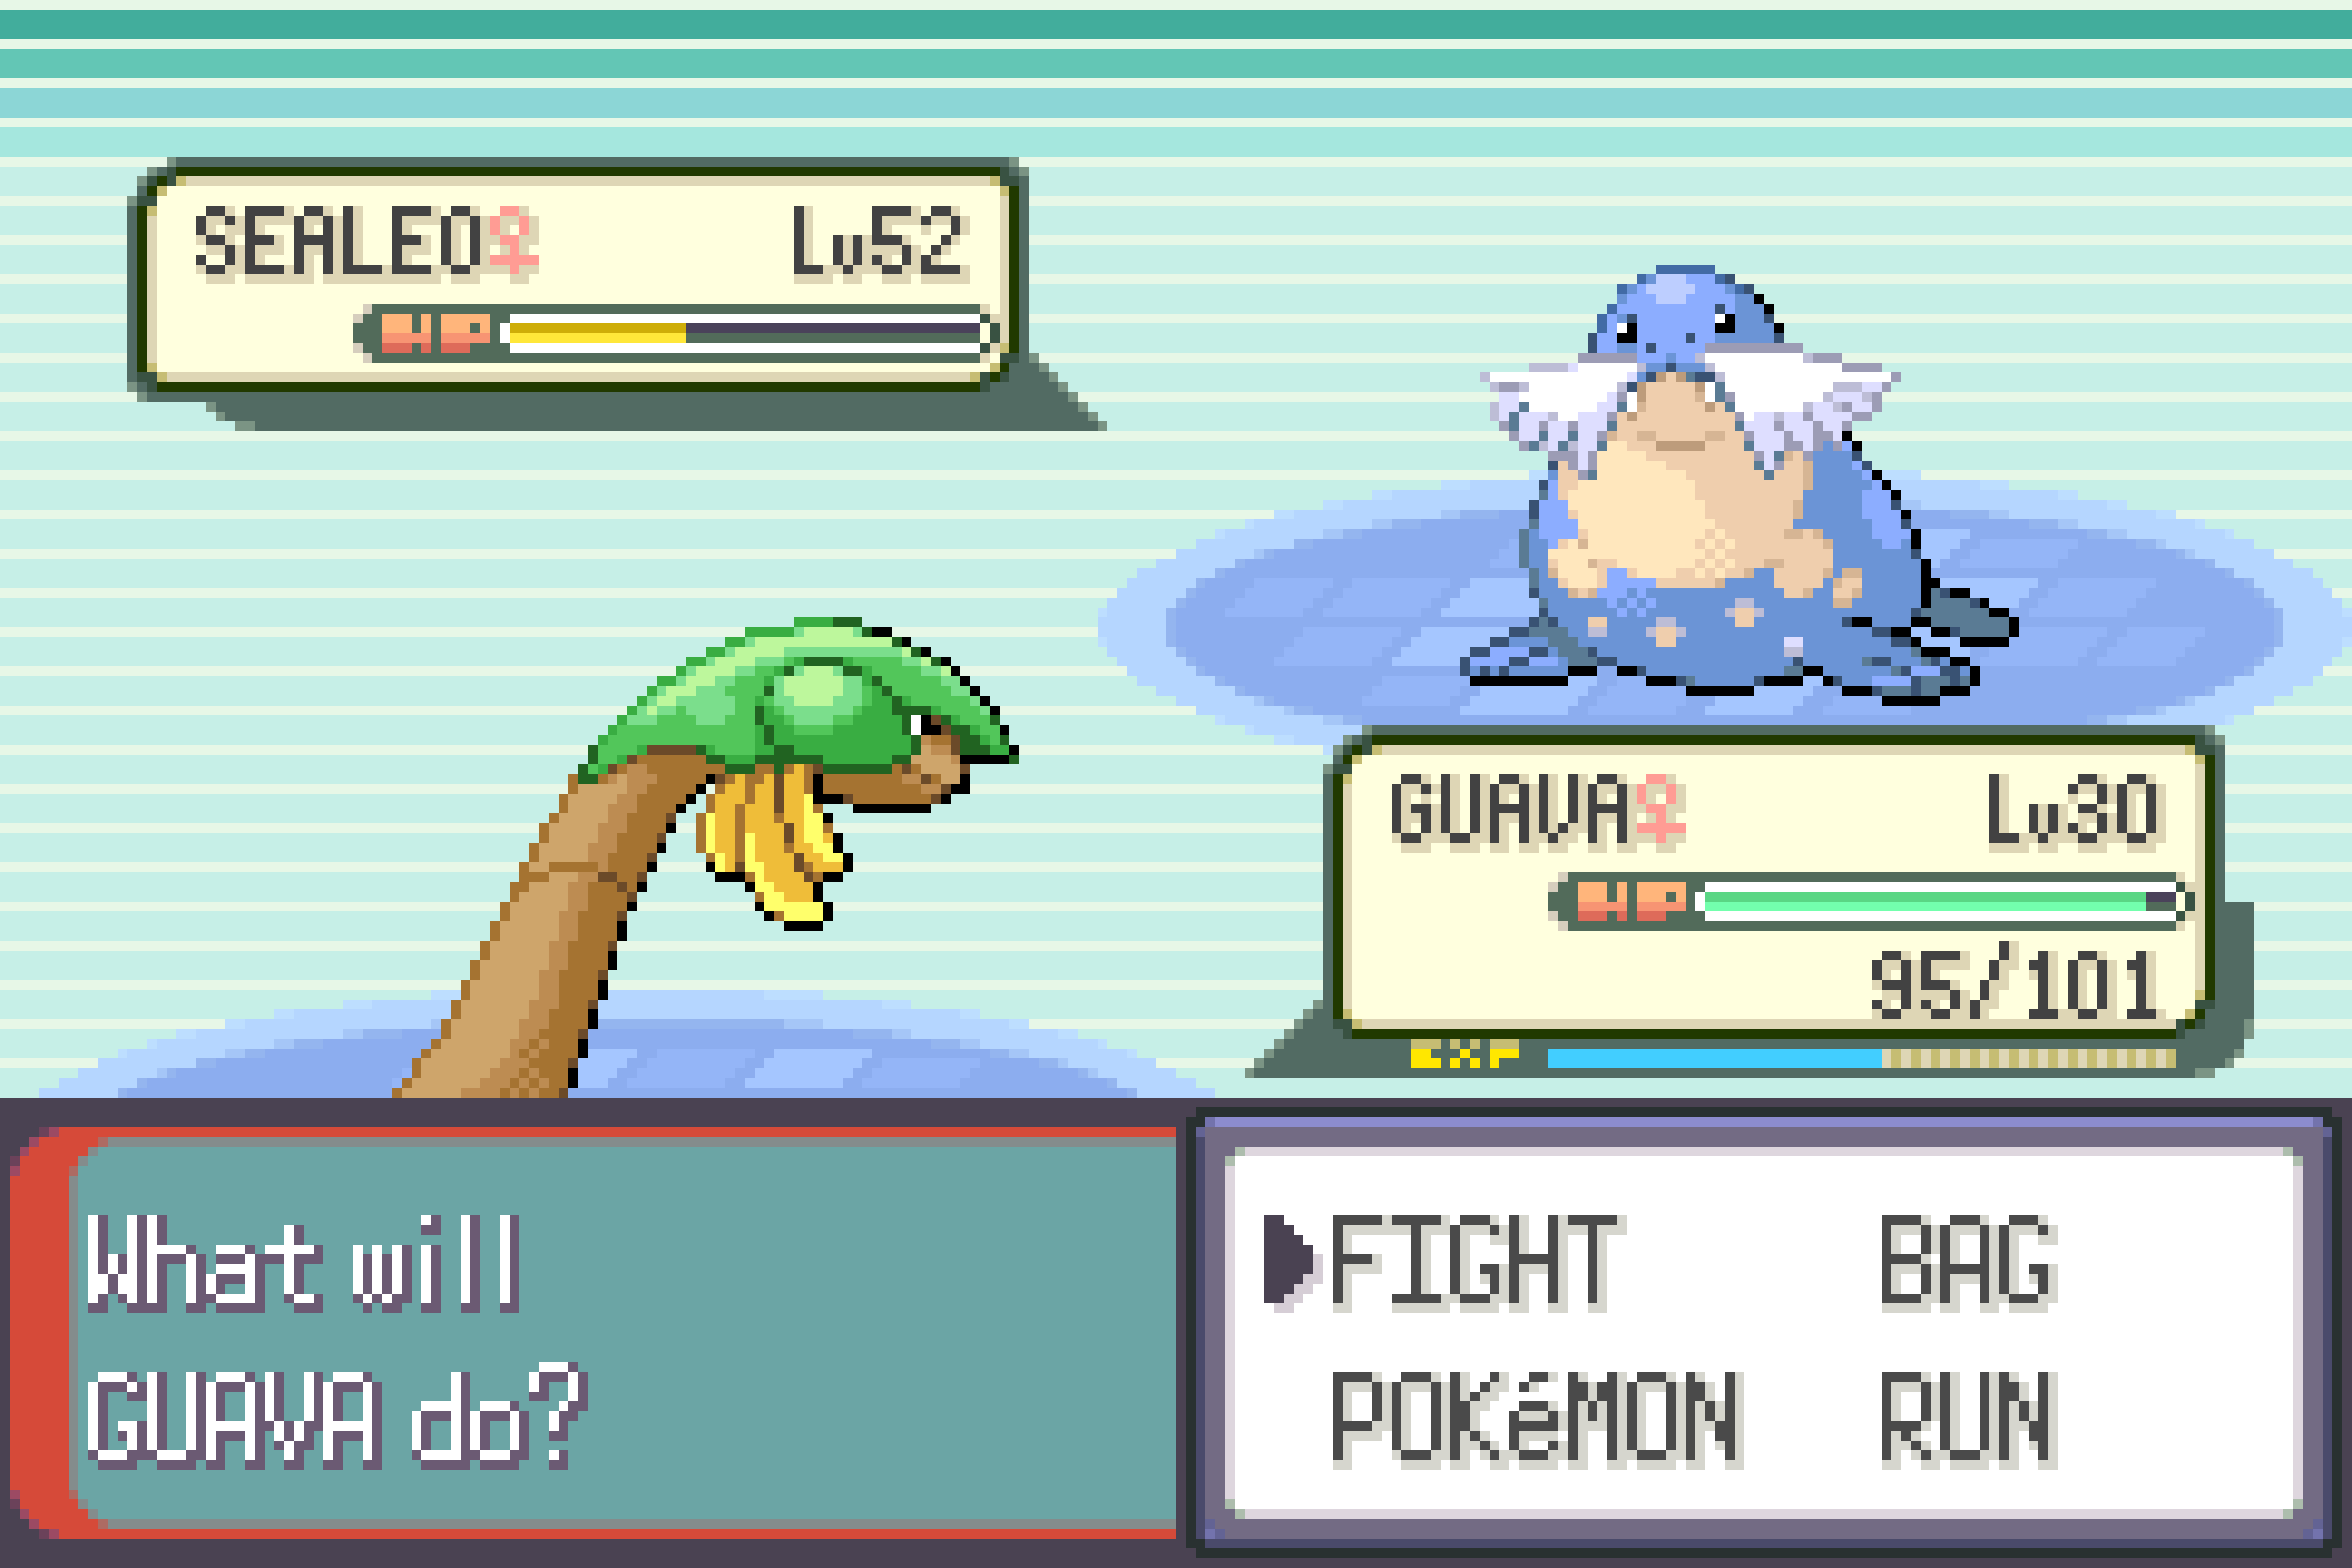 SEALEO♀ Lv52
HP
GUAVA♀ Lv30
HP
95/101
EXP
What will
GUAVA do?
FIGHT BAG
POKéMON RUN